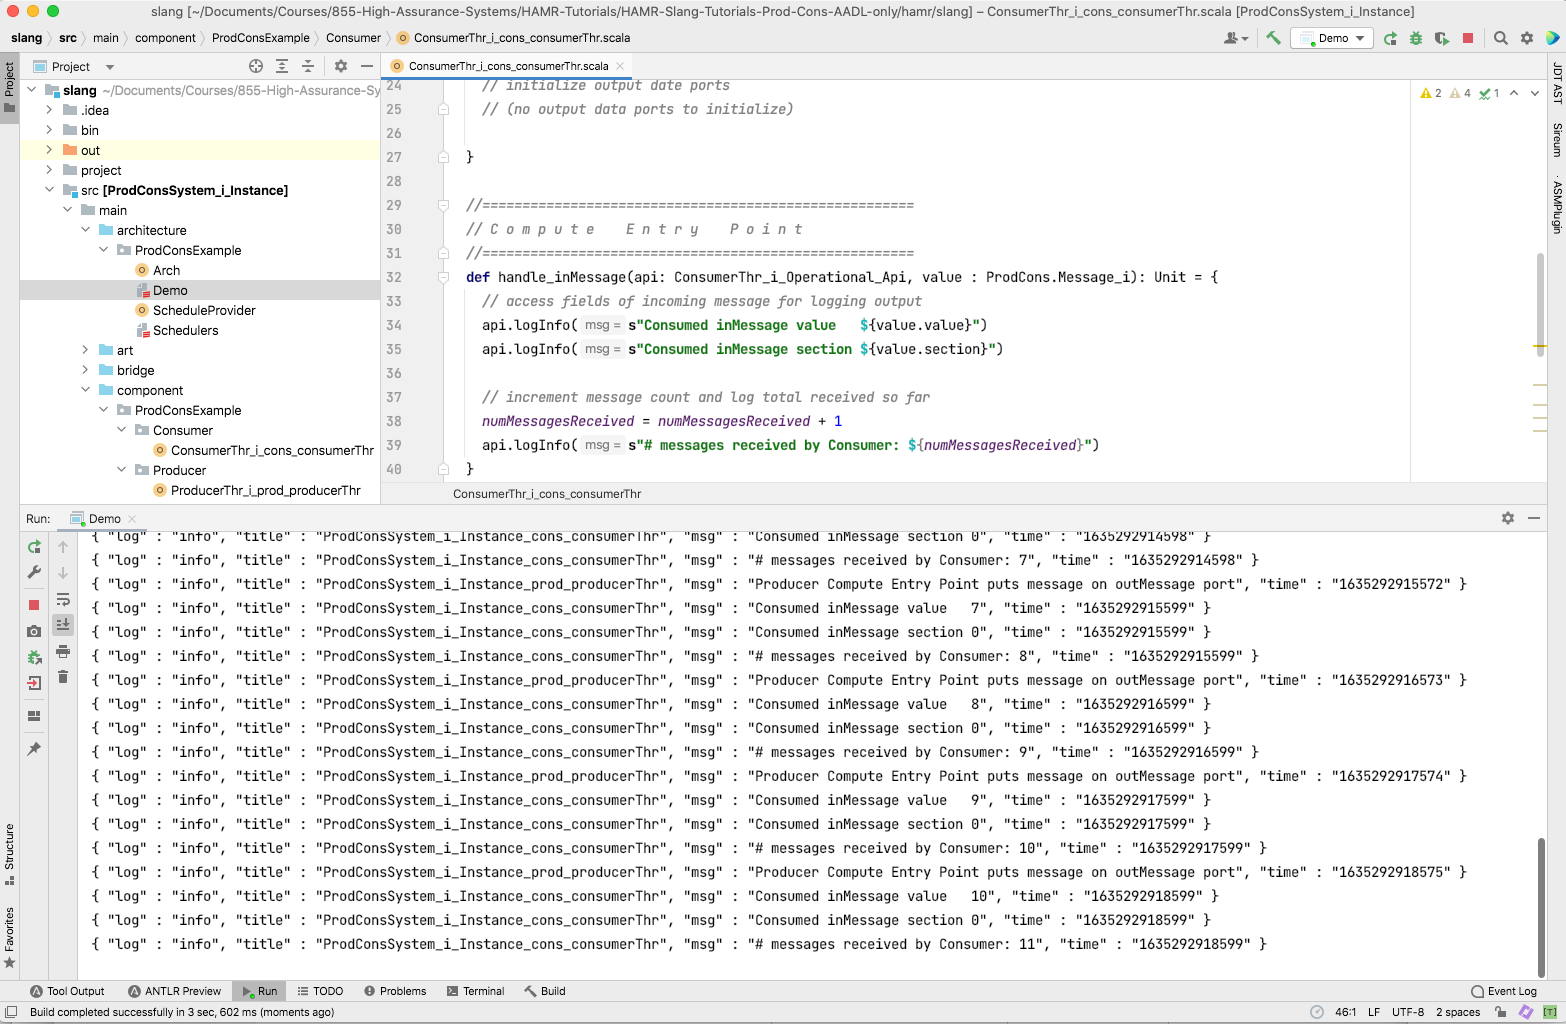 slang [~/Documents/Courses/855-High-Assurance-Systems/HAMR-Tutorials/HAMR-Slang-Tutorials-Prod-Cons-AADL-only/hamr/slang] – ConsumerThr_i_cons_consumerThr.scala [ProdConsSystem_i_Instance]
slang src main component ProdConsExample Consumer ConsumerThr_i_cons_consumerThr.scala
Demo
Project
ConsumerThr_i_cons_consumerThr.scala
slang ~/Documents/Courses/855-High-Assurance-Sy
.idea
bin
out
project
src [ProdConsSystem_i_Instance]
main
architecture
ProdConsExample
Arch
Demo
ScheduleProvider
Schedulers
art
bridge
component
ProdConsExample
Consumer
ConsumerThr_i_cons_consumerThr
Producer
ProducerThr_i_prod_producerThr
Project
Structure
Favorites
24 // initialize output date ports
25 // (no output data ports to initialize)
26
27 }
28
29 //======================================================
30 // C o m p u t e    E n t r y    P o i n t
31 //======================================================
32 def handle_inMessage(api: ConsumerThr_i_Operational_Api, value : ProdCons.Message_i): Unit = {
33 // access fields of incoming message for logging output
34 api.logInfo( msg = s"Consumed inMessage value   ${value.value}")
35 api.logInfo( msg = s"Consumed inMessage section ${value.section}")
36
37 // increment message count and log total received so far
38 numMessagesReceived = numMessagesReceived + 1
39 api.logInfo( msg = s"# messages received by Consumer: ${numMessagesReceived}")
40 }
2 4 1
ConsumerThr_i_cons_consumerThr
JDT AST
Sireum
ASMPlugin
Run: Demo
{ "log" : "info", "title" : "ProdConsSystem_i_Instance_cons_consumerThr", "msg" : "Consumed inMessage section 0", "time" : "1635292914598" }
{ "log" : "info", "title" : "ProdConsSystem_i_Instance_cons_consumerThr", "msg" : "# messages received by Consumer: 7", "time" : "1635292914598" }
{ "log" : "info", "title" : "ProdConsSystem_i_Instance_prod_producerThr", "msg" : "Producer Compute Entry Point puts message on outMessage port", "time" : "1635292915572" }
{ "log" : "info", "title" : "ProdConsSystem_i_Instance_cons_consumerThr", "msg" : "Consumed inMessage value   7", "time" : "1635292915599" }
{ "log" : "info", "title" : "ProdConsSystem_i_Instance_cons_consumerThr", "msg" : "Consumed inMessage section 0", "time" : "1635292915599" }
{ "log" : "info", "title" : "ProdConsSystem_i_Instance_cons_consumerThr", "msg" : "# messages received by Consumer: 8", "time" : "1635292915599" }
{ "log" : "info", "title" : "ProdConsSystem_i_Instance_prod_producerThr", "msg" : "Producer Compute Entry Point puts message on outMessage port", "time" : "1635292916573" }
{ "log" : "info", "title" : "ProdConsSystem_i_Instance_cons_consumerThr", "msg" : "Consumed inMessage value   8", "time" : "1635292916599" }
{ "log" : "info", "title" : "ProdConsSystem_i_Instance_cons_consumerThr", "msg" : "Consumed inMessage section 0", "time" : "1635292916599" }
{ "log" : "info", "title" : "ProdConsSystem_i_Instance_cons_consumerThr", "msg" : "# messages received by Consumer: 9", "time" : "1635292916599" }
{ "log" : "info", "title" : "ProdConsSystem_i_Instance_prod_producerThr", "msg" : "Producer Compute Entry Point puts message on outMessage port", "time" : "1635292917574" }
{ "log" : "info", "title" : "ProdConsSystem_i_Instance_cons_consumerThr", "msg" : "Consumed inMessage value   9", "time" : "1635292917599" }
{ "log" : "info", "title" : "ProdConsSystem_i_Instance_cons_consumerThr", "msg" : "Consumed inMessage section 0", "time" : "1635292917599" }
{ "log" : "info", "title" : "ProdConsSystem_i_Instance_cons_consumerThr", "msg" : "# messages received by Consumer: 10", "time" : "1635292917599" }
{ "log" : "info", "title" : "ProdConsSystem_i_Instance_prod_producerThr", "msg" : "Producer Compute Entry Point puts message on outMessage port", "time" : "1635292918575" }
{ "log" : "info", "title" : "ProdConsSystem_i_Instance_cons_consumerThr", "msg" : "Consumed inMessage value   10", "time" : "1635292918599" }
{ "log" : "info", "title" : "ProdConsSystem_i_Instance_cons_consumerThr", "msg" : "Consumed inMessage section 0", "time" : "1635292918599" }
{ "log" : "info", "title" : "ProdConsSystem_i_Instance_cons_consumerThr", "msg" : "# messages received by Consumer: 11", "time" : "1635292918599" }
Tool Output ANTLR Preview Run TODO Problems Terminal Build Event Log
Build completed successfully in 3 sec, 602 ms (moments ago) 46:1 LF UTF-8 2 spaces [T]